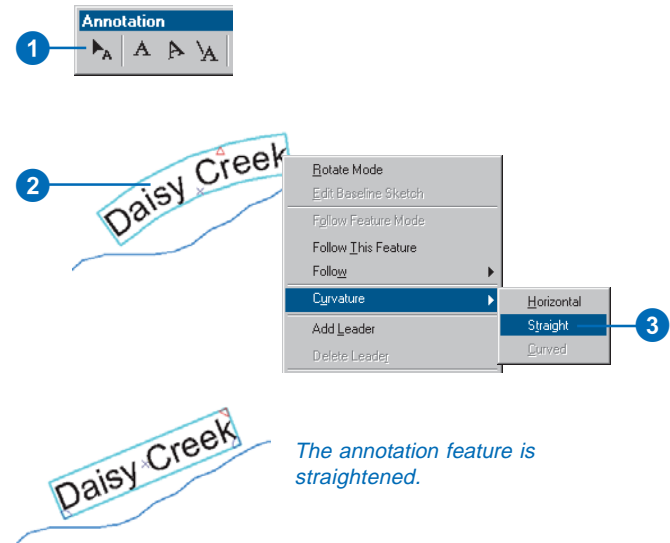 Annotation
1
A A A A
2
Daisy Creek
Rotate Mode
Edit Baseline Sketch
Follow Feature Mode
Follow This Feature
Follow
Curvature
Horizontal
Straight
3
Curved
Add Leader
Delete Leader
Daisy Creek
The annotation feature is
straightened.